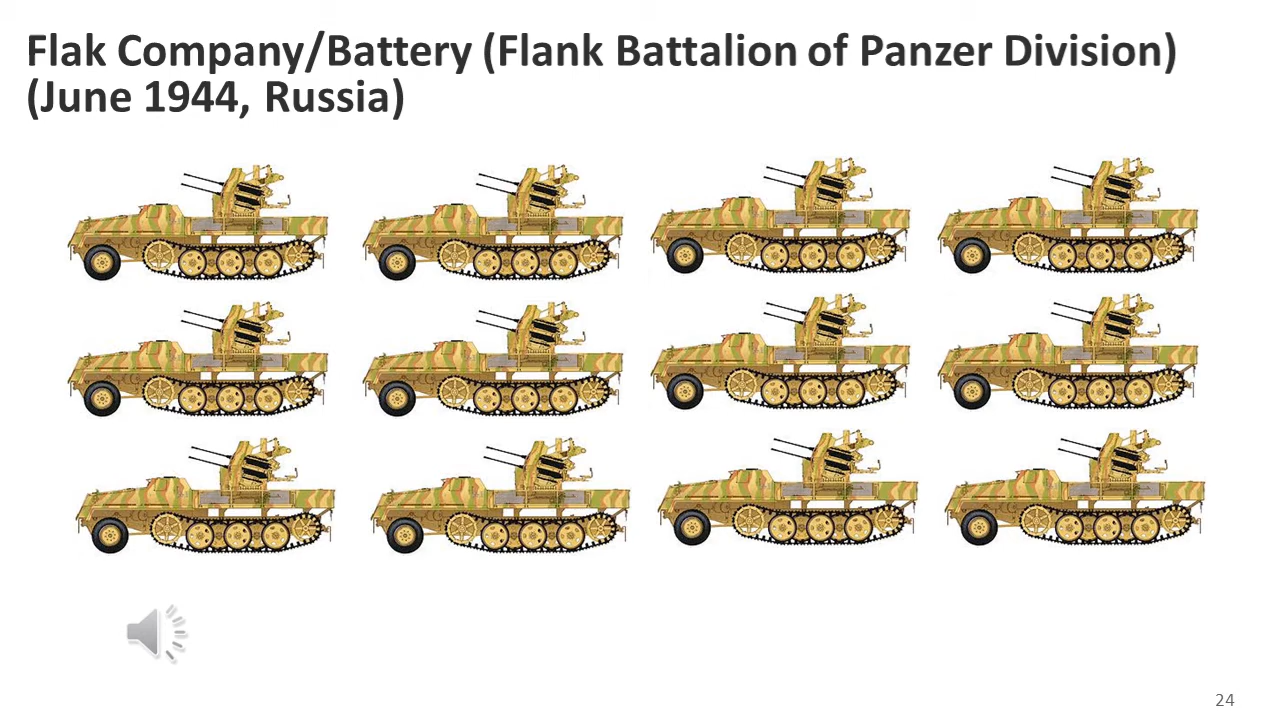 Flak Company/Battery (Flank Battalion of Panzer Division)
(June 1944, Russia)
24